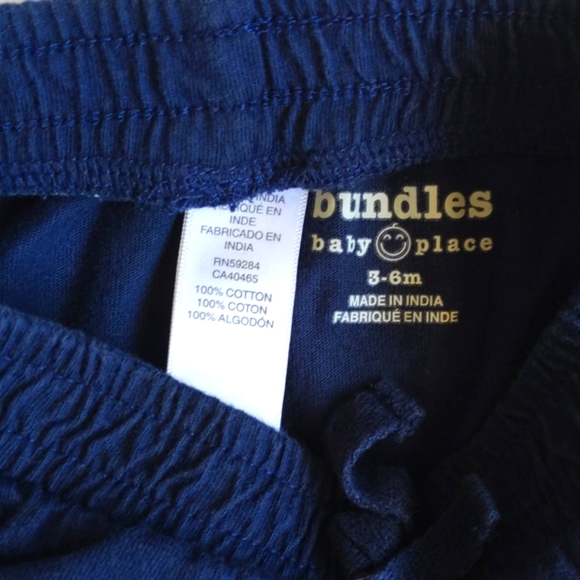 INDIA
FABRIQUÉ EN
INDE
FABRICADO EN
INDIA
RN59284
CA40465
100% COTTON
100% COTON
100% ALGODÓN
bundles
baby place
3-6m
MADE IN INDIA
FABRIQUÉ EN INDE